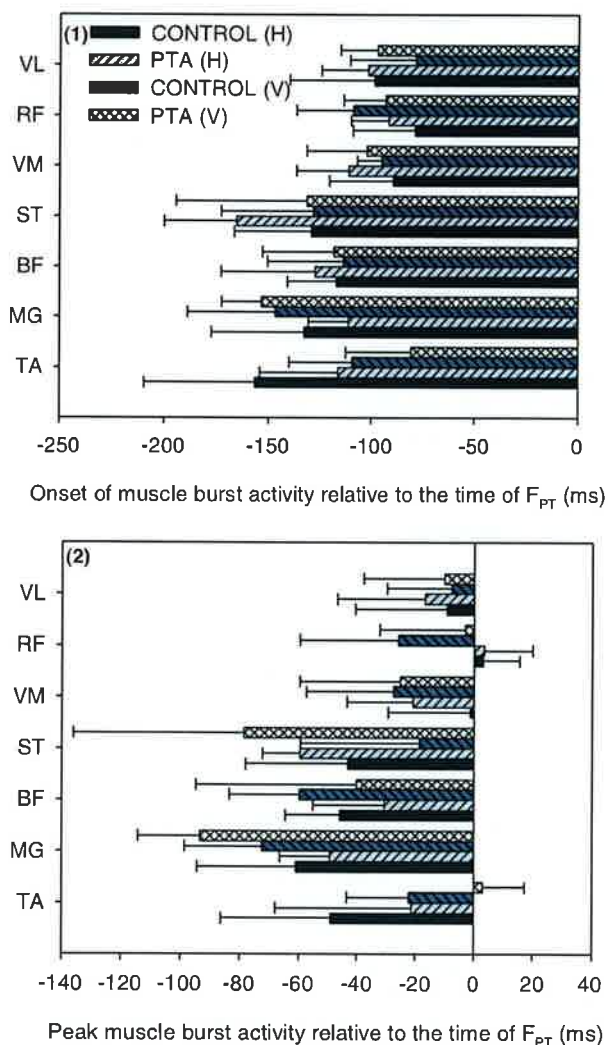 (1)
CONTROL (H)
PTA (H)
CONTROL (V)
PTA (V)
VL
RF
VM
ST
BF
MG
TA
-250 -200 -150 -100 -50 0
Onset of muscle burst activity relative to the time of FPT (ms)
(2)
VL
RF
VM
ST
BF
MG
TA
-140 -120 -100 -80 -60 -40 -20 0 20 40
Peak muscle burst activity relative to the time of FPT (ms)